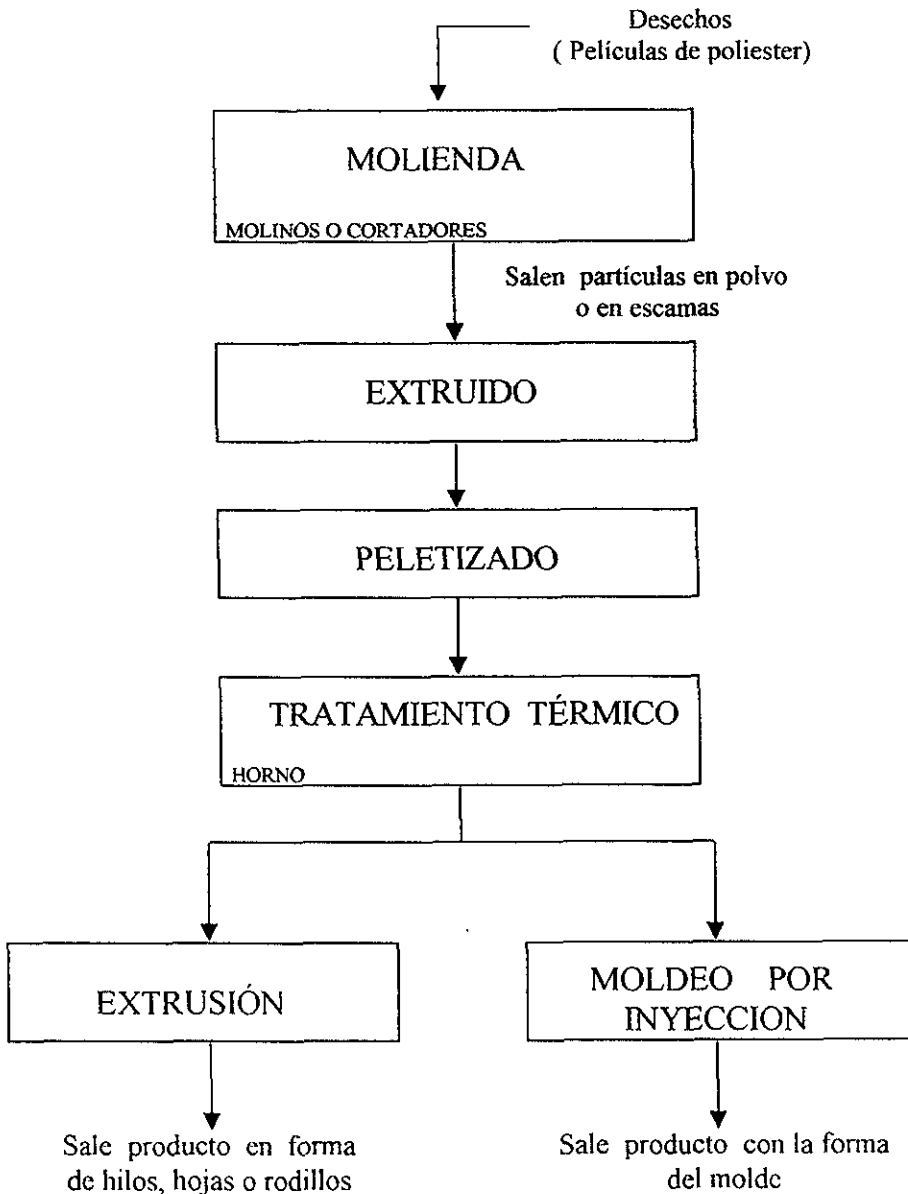 Desechos
( Películas de poliester)
MOLIENDA
MOLINOS O CORTADORES
Salen partículas en polvo
o en escamas
EXTRUIDO
PELETIZADO
TRATAMIENTO TÉRMICO
HORNO
EXTRUSIÓN
MOLDEO POR
INYECCION
Sale producto en forma
de hilos, hojas o rodillos
Sale producto con la forma
del molde